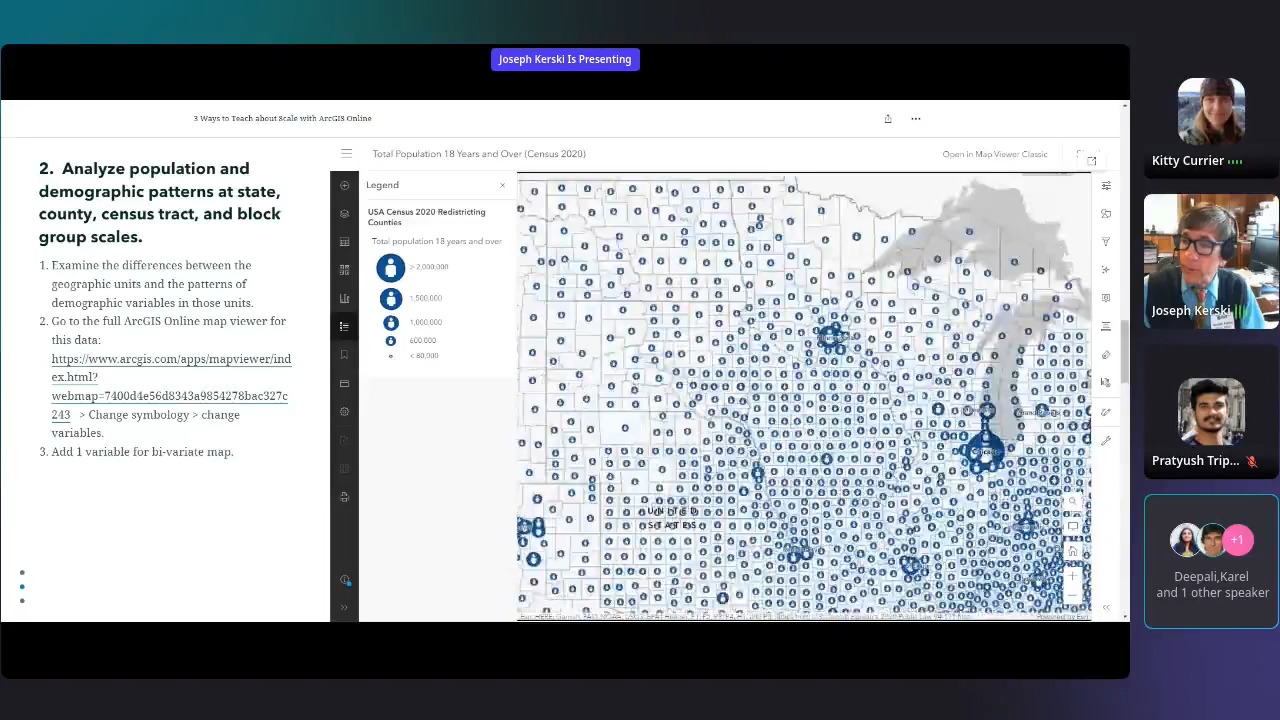 Joseph Kerski Is Presenting
3 Ways to Teach about Scale with ArcGIS Online
2. Analyze population and
demographic patterns at state,
county, census tract, and block
group scales.
1. Examine the differences between the
geographic units and the patterns of
demographic variables in those units.
2. Go to the full ArcGIS Online map viewer for
this data:
https://www.arcgis.com/apps/mapviewer/ind
ex.html?
webmap=7400d4e56d8343a9854278bac327c
243 > Change symbology > change
variables.
3. Add 1 variable for bi-variate map.
Total Population 18 Years and Over (Census 2020)
Open in Map Viewer Classic
Legend
USA Census 2020 Redistricting
Counties
Total population 18 years and over
> 2,000,000
1,500,000
1,000,000
600,000
< 80,000
Chicago
UNITED
STATES
Powered by Esri
Kitty Currier
Joseph Kerski
Pratyush Trip...
+1
Deepali,Karel
and 1 other speaker